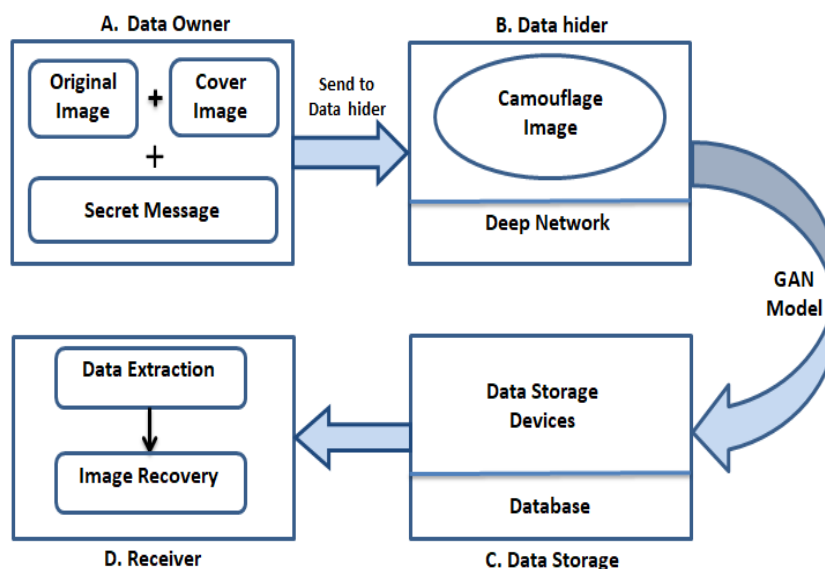 A. Data Owner
Original
Image
+
Cover
Image
+
Secret Message
Send to
Data hider
B. Data hider
Camouflage
Image
Deep Network
GAN
Model
Data Storage
Devices
Database
C. Data Storage
Data Extraction
Image Recovery
D. Receiver